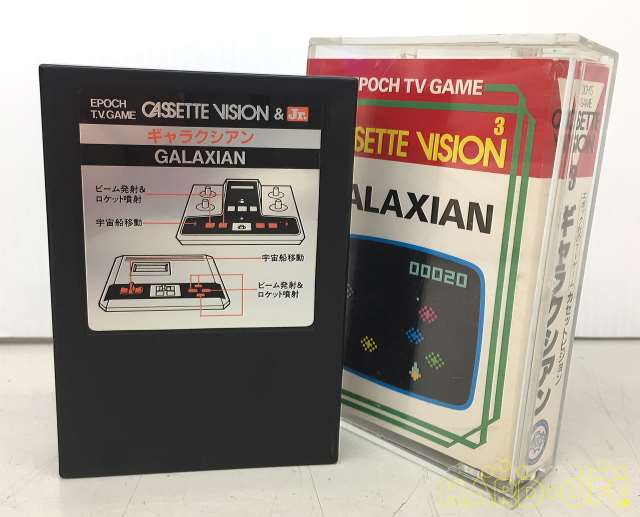 EPOCH
T.V.GAME CASSETTE VISION & Jr.
ギャラクシアン
GALAXIAN
ビーム発射&
ロケット噴射
宇宙船移動
宇宙船移動
ビーム発射&
ロケット噴射
EPOCH TV GAME
SETTE VISION 3
ALAXIAN
00020
ギャラクシアン
カセットビジョン
HARD-OFF